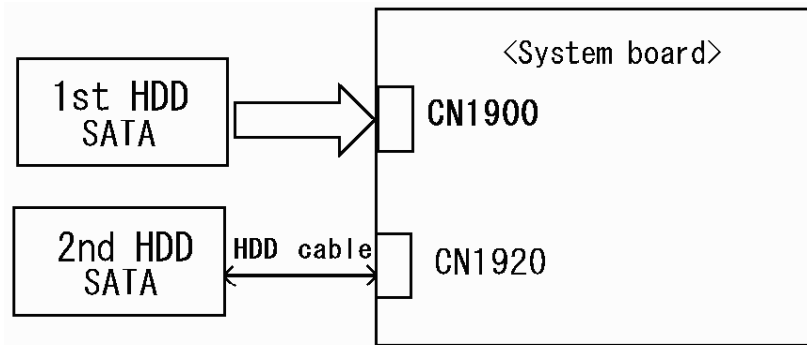 <System board>
1st HDD
SATA
CN1900
2nd HDD
SATA
HDD cable
CN1920